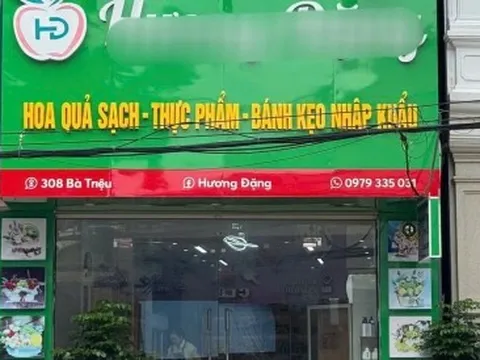 HD
HOA QUẢ SẠCH - THỰC PHẨM - BÁNH KẸO NHẬP KHẨU
308 Bà Triệu Hương Đặng 0979 335 031